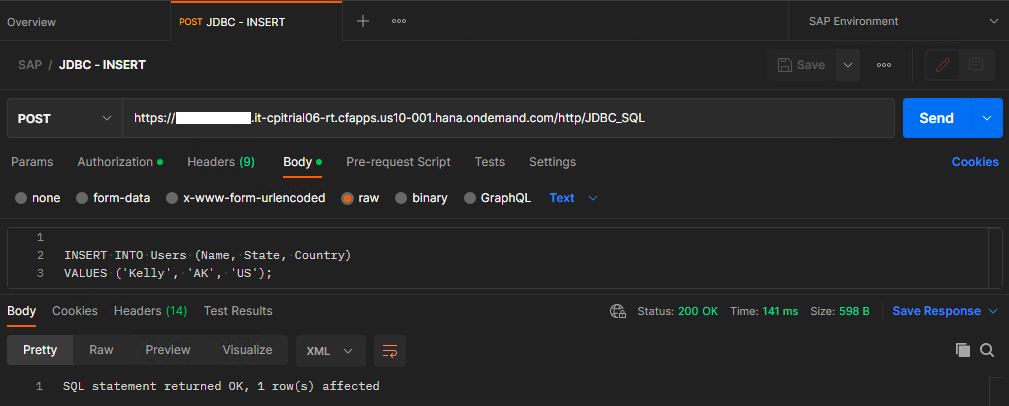 Overview
POST JDBC - INSERT
SAP Environment
SAP / JDBC - INSERT
Save
POST
https:// .it-cpitrial06-rt.cfapps.us10-001.hana.ondemand.com/http/JDBC_SQL
Send
Params Authorization Headers (9) Body Pre-request Script Tests Settings Cookies
none form-data x-www-form-urlencoded raw binary GraphQL Text
1
2 INSERT INTO Users (Name, State, Country)
3 VALUES ('Kelly', 'AK', 'US');
Body Cookies Headers (14) Test Results Status: 200 OK Time: 141 ms Size: 598 B Save Response
Pretty Raw Preview Visualize XML
1 SQL statement returned OK, 1 row(s) affected